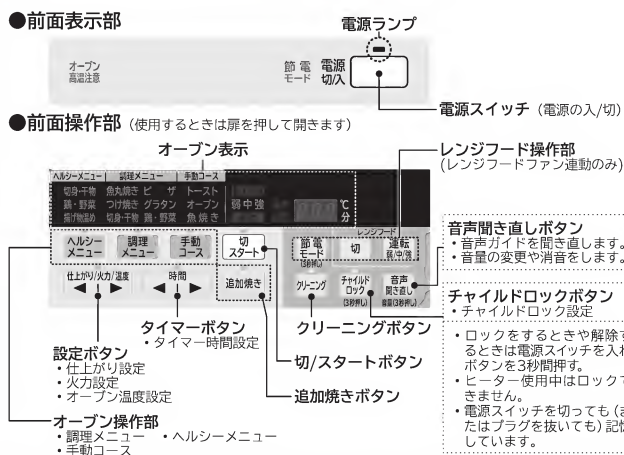 ●前面表示部
電源ランプ
オーブン
高温注意
節電
モード
電源
切/入
電源スイッチ（電源の入/切）
●前面操作部（使用するときは扉を押して開きます）
オーブン表示
レンジフード操作部
(レンジフードファン連動のみ)
ヘルシーメニュー 調理メニュー 手動コース
切身・干物 魚丸焼き ピザ トースト
鶏・野菜 つけ焼き グラタン オーブン 弱中強 ℃
揚げ物温め 切身・干物 鶏・野菜 魚焼き 分
レンジフード
ヘルシー
メニュー
調理
メニュー
手動
コース
切
スタート
節電
モード
(3秒押し)
切
運転
弱/中/強
仕上がり/火力/温度
◀ ▶
時間
◀ ▶
追加焼き
クリーニング
チャイルド
ロック
(3秒押し)
音声
聞き直し
音量(3秒押し)
音声聞き直しボタン
・音声ガイドを聞き直します。
・音量の変更や消音をします。
チャイルドロックボタン
・チャイルドロック設定
・ロックをするときや解除す
るときは電源スイッチを入れ
ボタンを3秒間押す。
・ヒーター使用中はロックで
きません。
・電源スイッチを切っても（ま
たはプラグを抜いても）記憶
しています。
タイマーボタン
・タイマー時間設定
クリーニングボタン
設定ボタン
・仕上がり設定
・火力設定
・オーブン温度設定
切/スタートボタン
追加焼きボタン
オーブン操作部
・調理メニュー ・ヘルシーメニュー
・手動コース